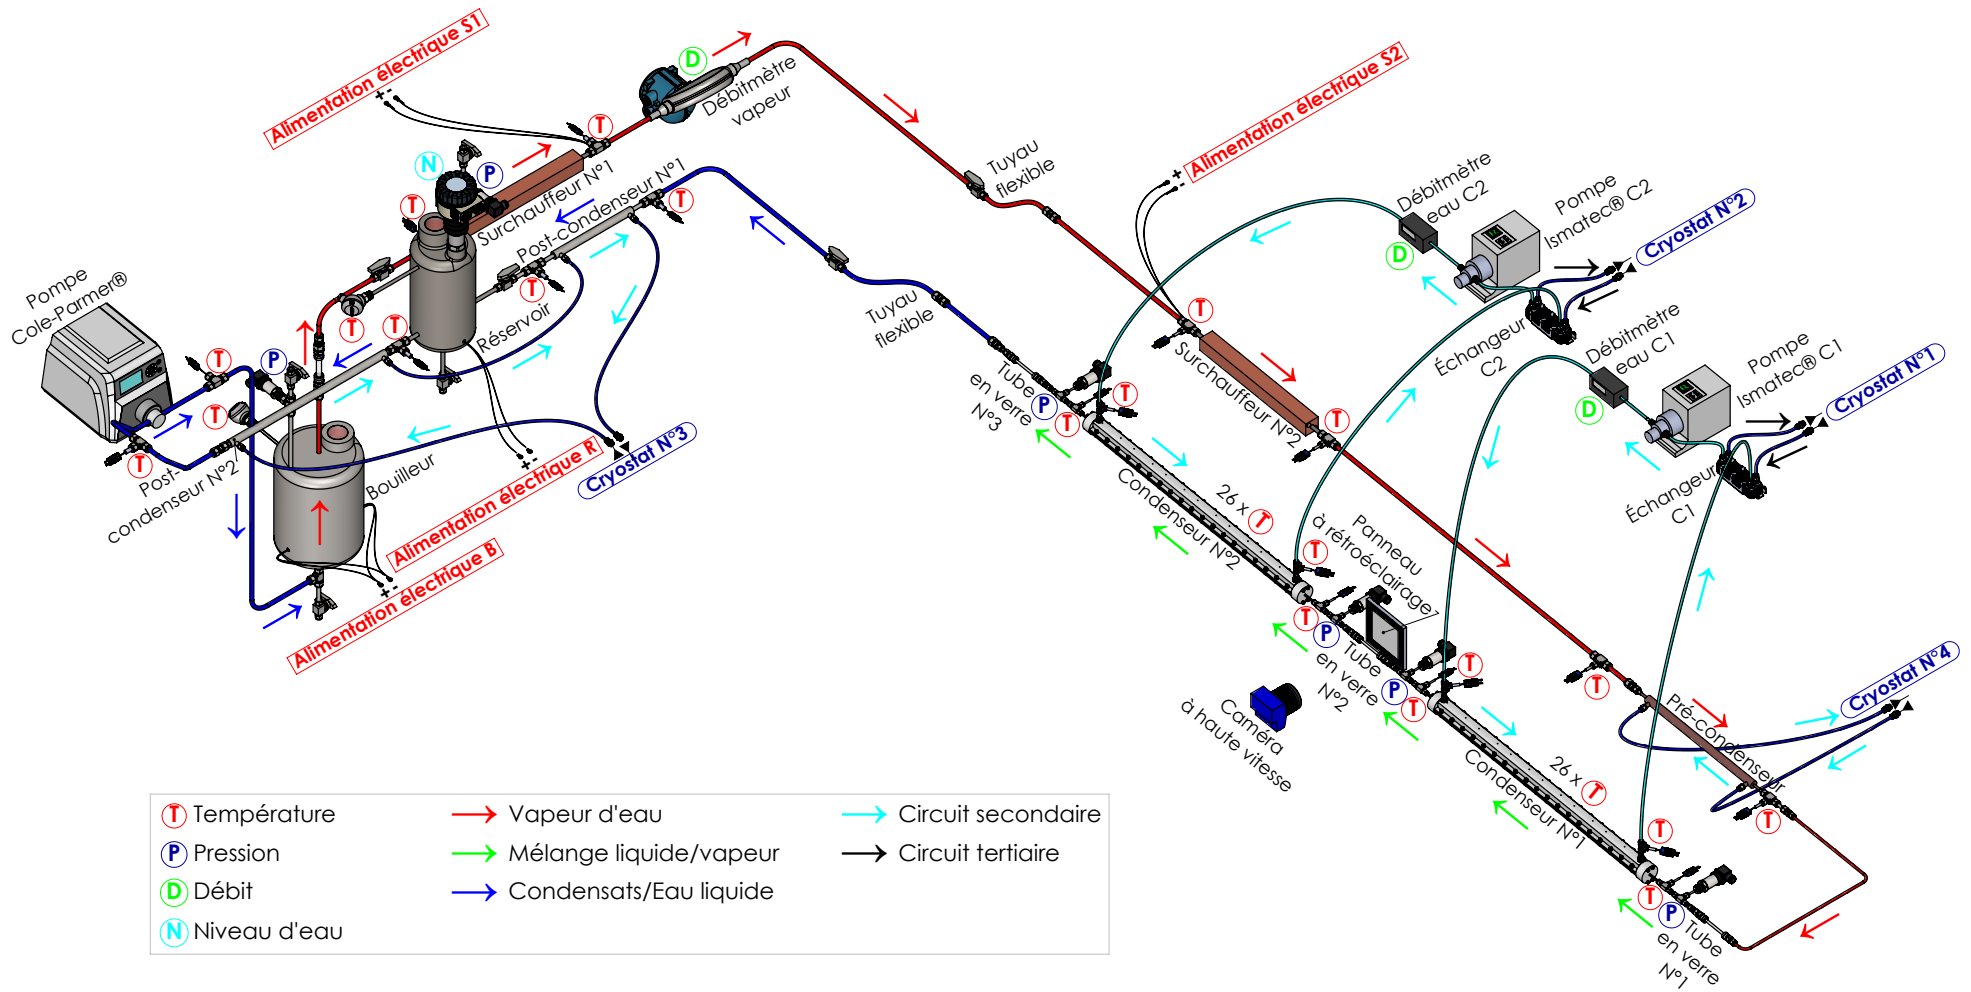 Alimentation électrique S1
+ -
D
Débitmètre
vapeur
T
N
P
T
Surchauffeur N°1
Post-condenseur N°1
T
Tuyau
flexible
Alimentation électrique S2
+
-
Débitmètre
eau C2
D
Pompe
Ismatec® C2
Cryostat N°2
Échangeur
C2
Pompe
Cole-Parmer®
T
P
T
T
T
T
Réservoir
Tuyau
flexible
T
Surchauffeur N°2
T
Débitmètre
eau C1
D
Pompe
Ismatec® C1
Cryostat N°1
Échangeur
C1
T
Post-
condenseur N°2
Bouilleur
+ -
Alimentation électrique R
Cryostat N°3
+ -
Alimentation électrique B
Tube
en verre
N°3
P
T
T
26 x T
Condenseur N°2
T
Panneau
à rétroéclairage
T
P
Tube
en verre
N°2
P
T
T
Caméra
à haute vitesse
26 x T
Condenseur N°1
T
T
Pré-condenseur
Cryostat N°4
T
T
P
Tube
en verre
N°1
T Température
P Pression
D Débit
N Niveau d'eau
Vapeur d'eau
Mélange liquide/vapeur
Condensats/Eau liquide
Circuit secondaire
Circuit tertiaire